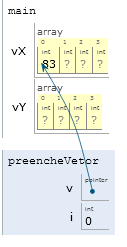 main
array
vX
0 1 2 3
int int int int
83 ? ? ?
array
vY
0 1 2 3
int int int int
? ? ? ?
preencheVetor
pointer
v
int
i 0